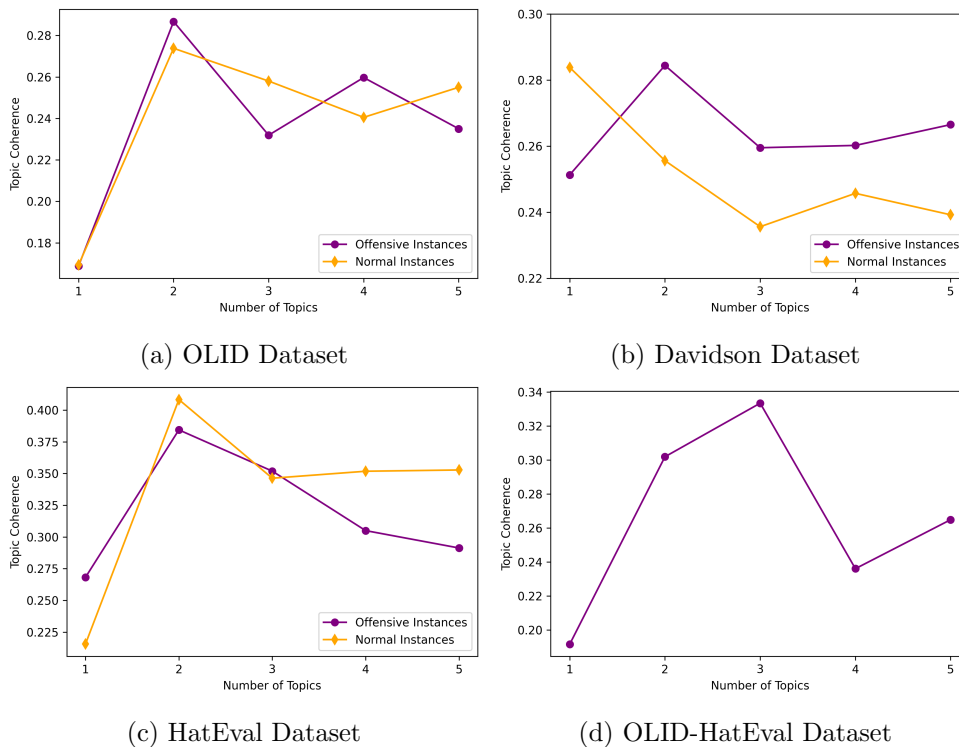 0.28
0.26
0.24
0.22
0.20
0.18
Topic Coherence
Offensive Instances
Normal Instances
1 2 3 4 5
Number of Topics
(a) OLID Dataset
0.30
0.28
0.26
0.24
0.22
Topic Coherence
Offensive Instances
Normal Instances
1 2 3 4 5
Number of Topics
(b) Davidson Dataset
0.400
0.375
0.350
0.325
0.300
0.275
0.250
0.225
Topic Coherence
Offensive Instances
Normal Instances
1 2 3 4 5
Number of Topics
(c) HatEval Dataset
0.34
0.32
0.30
0.28
0.26
0.24
0.22
0.20
Topic Coherence
1 2 3 4 5
Number of Topics
(d) OLID-HatEval Dataset